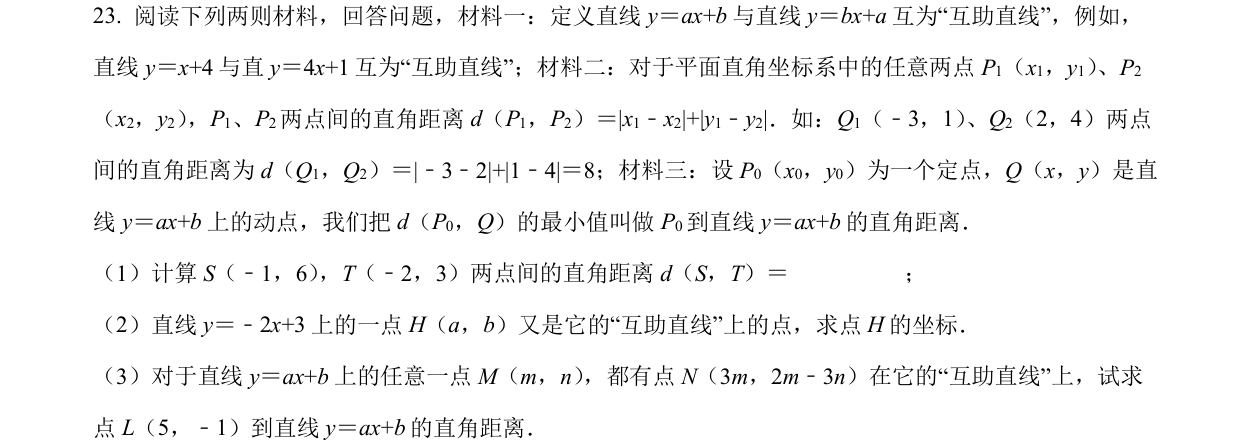 23. 阅读下列两则材料，回答问题，材料一：定义直线 y＝ax+b 与直线 y＝bx+a 互为“互助直线”，例如，
直线 y＝x+4 与直 y＝4x+1 互为“互助直线”；材料二：对于平面直角坐标系中的任意两点 P1（x1，y1）、P2
（x2，y2），P1、P2 两点间的直角距离 d（P1，P2）＝|x1﹣x2|+|y1﹣y2|．如：Q1（﹣3，1）、Q2（2，4）两点
间的直角距离为 d（Q1，Q2）＝|﹣3﹣2|+|1﹣4|＝8；材料三：设 P0（x0，y0）为一个定点，Q（x，y）是直
线 y＝ax+b 上的动点，我们把 d（P0，Q）的最小值叫做 P0 到直线 y＝ax+b 的直角距离．
（1）计算 S（﹣1，6），T（﹣2，3）两点间的直角距离 d（S，T）＝　　　　；
（2）直线 y＝﹣2x+3 上的一点 H（a，b）又是它的“互助直线”上的点，求点 H 的坐标．
（3）对于直线 y＝ax+b 上的任意一点 M（m，n），都有点 N（3m，2m﹣3n）在它的“互助直线”上，试求
点 L（5，﹣1）到直线 y＝ax+b 的直角距离．